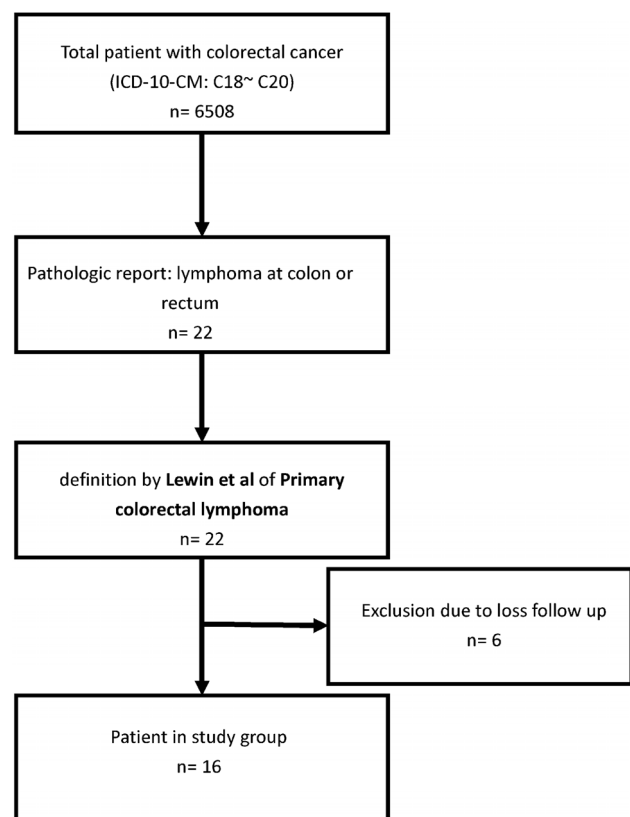 Total patient with colorectal cancer
(ICD-10-CM: C18~ C20)
n= 6508
Pathologic report: lymphoma at colon or
rectum
n= 22
definition by Lewin et al of Primary
colorectal lymphoma
n= 22
Exclusion due to loss follow up
n= 6
Patient in study group
n= 16